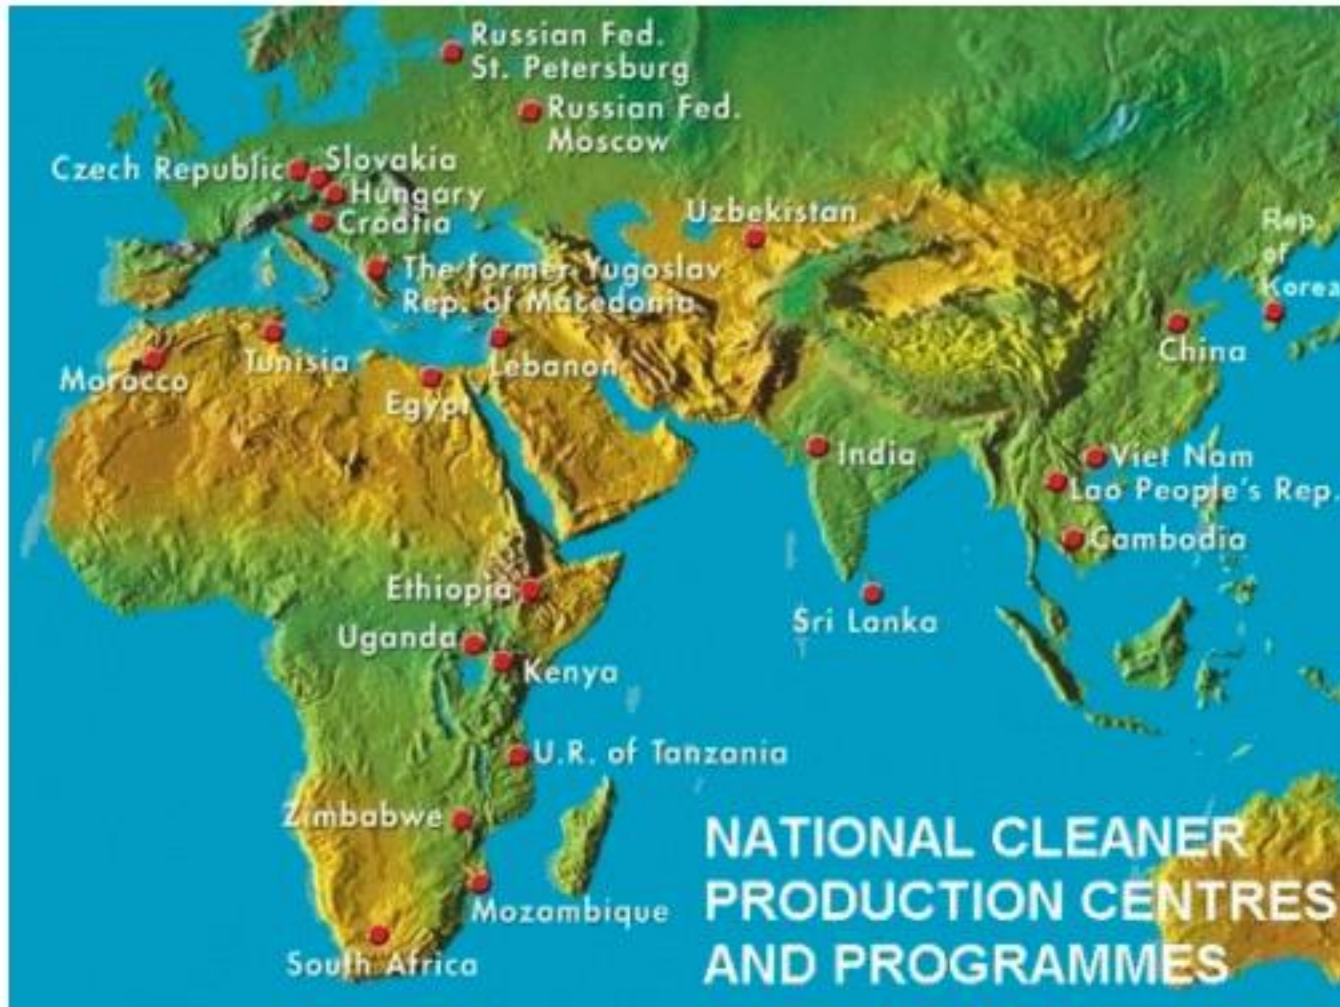 Russian Fed.
St. Petersburg
Russian Fed.
Moscow
Czech Republic
Slovakia
Hungary
Croatia
Uzbekistan
Rep.
of
Korea
The former Yugoslav
Rep. of Macedonia
China
Morocco
Tunisia
Lebanon
Egypt
India
Viet Nam
Lao People's Rep.
Cambodia
Ethiopia
Sri Lanka
Uganda
Kenya
U.R. of Tanzania
Zimbabwe
Mozambique
South Africa
NATIONAL CLEANER
PRODUCTION CENTRES
AND PROGRAMMES